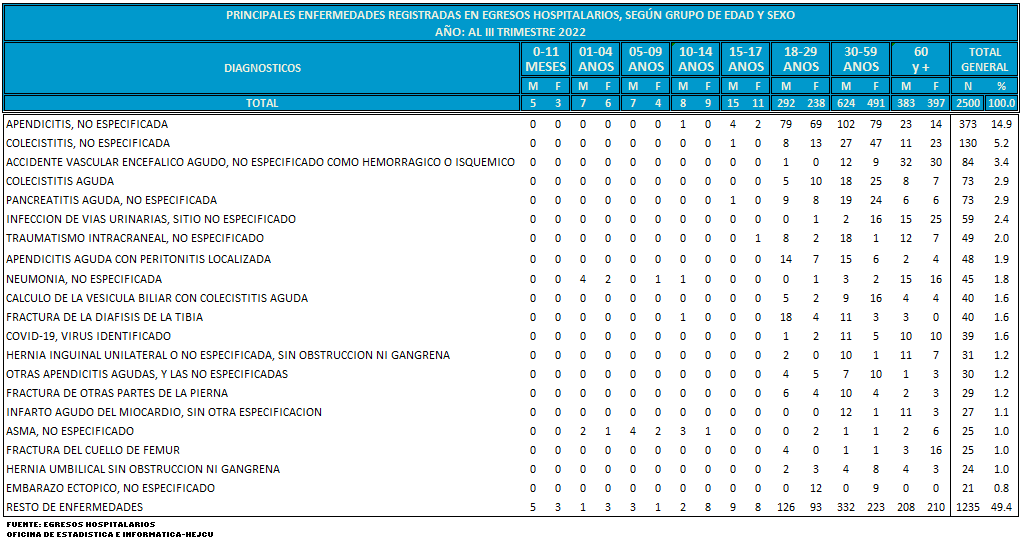 PRINCIPALES ENFERMEDADES REGISTRADAS EN EGRESOS HOSPITALARIOS, SEGÚN GRUPO DE EDAD Y SEXO
AÑO: AL III TRIMESTRE 2022
DIAGNOSTICOS 0-11 MESES 01-04 ANOS 05-09 ANOS 10-14 ANOS 15-17 ANOS 18-29 ANOS 30-59 ANOS 60 y + TOTAL GENERAL
M F M F M F M F M F M F M F M F N %
TOTAL 5 3 7 6 7 4 8 9 15 11 292 238 624 491 383 397 2500 100.0
APENDICITIS, NO ESPECIFICADA 0 0 0 0 0 0 1 0 4 2 79 69 102 79 23 14 373 14.9
COLECISTITIS, NO ESPECIFICADA 0 0 0 0 0 0 0 0 1 0 8 13 27 47 11 23 130 5.2
ACCIDENTE VASCULAR ENCEFALICO AGUDO, NO ESPECIFICADO COMO HEMORRAGICO O ISQUEMICO 0 0 0 0 0 0 0 0 0 0 1 0 12 9 32 30 84 3.4
COLECISTITIS AGUDA 0 0 0 0 0 0 0 0 0 0 5 10 18 25 8 7 73 2.9
PANCREATITIS AGUDA, NO ESPECIFICADA 0 0 0 0 0 0 0 0 1 0 9 8 19 24 6 6 73 2.9
INFECCION DE VIAS URINARIAS, SITIO NO ESPECIFICADO 0 0 0 0 0 0 0 0 0 0 0 1 2 16 15 25 59 2.4
TRAUMATISMO INTRACRANEAL, NO ESPECIFICADO 0 0 0 0 0 0 0 0 0 1 8 2 18 1 12 7 49 2.0
APENDICITIS AGUDA CON PERITONITIS LOCALIZADA 0 0 0 0 0 0 0 0 0 0 14 7 15 6 2 4 48 1.9
NEUMONIA, NO ESPECIFICADA 0 0 4 2 0 1 1 0 0 0 0 1 3 2 15 16 45 1.8
CALCULO DE LA VESICULA BILIAR CON COLECISTITIS AGUDA 0 0 0 0 0 0 0 0 0 0 5 2 9 16 4 4 40 1.6
FRACTURA DE LA DIAFISIS DE LA TIBIA 0 0 0 0 0 0 1 0 0 0 18 4 11 3 3 0 40 1.6
COVID-19, VIRUS IDENTIFICADO 0 0 0 0 0 0 0 0 0 0 1 2 11 5 10 10 39 1.6
HERNIA INGUINAL UNILATERAL O NO ESPECIFICADA, SIN OBSTRUCCION NI GANGRENA 0 0 0 0 0 0 0 0 0 0 2 0 10 1 11 7 31 1.2
OTRAS APENDICITIS AGUDAS, Y LAS NO ESPECIFICADAS 0 0 0 0 0 0 0 0 0 0 4 5 7 10 1 3 30 1.2
FRACTURA DE OTRAS PARTES DE LA PIERNA 0 0 0 0 0 0 0 0 0 0 6 4 10 4 2 3 29 1.2
INFARTO AGUDO DEL MIOCARDIO, SIN OTRA ESPECIFICACION 0 0 0 0 0 0 0 0 0 0 0 0 12 1 11 3 27 1.1
ASMA, NO ESPECIFICADO 0 0 2 1 4 2 3 1 0 0 0 2 1 1 2 6 25 1.0
FRACTURA DEL CUELLO DE FEMUR 0 0 0 0 0 0 0 0 0 0 4 0 1 1 3 16 25 1.0
HERNIA UMBILICAL SIN OBSTRUCCION NI GANGRENA 0 0 0 0 0 0 0 0 0 0 2 3 4 8 4 3 24 1.0
EMBARAZO ECTOPICO, NO ESPECIFICADO 0 0 0 0 0 0 0 0 0 0 0 12 0 9 0 0 21 0.8
RESTO DE ENFERMEDADES 5 3 1 3 3 1 2 8 9 8 126 93 332 223 208 210 1235 49.4
FUENTE: EGRESOS HOSPITALARIOS
OFICINA DE ESTADISTICA E INFORMATICA-HEJCU